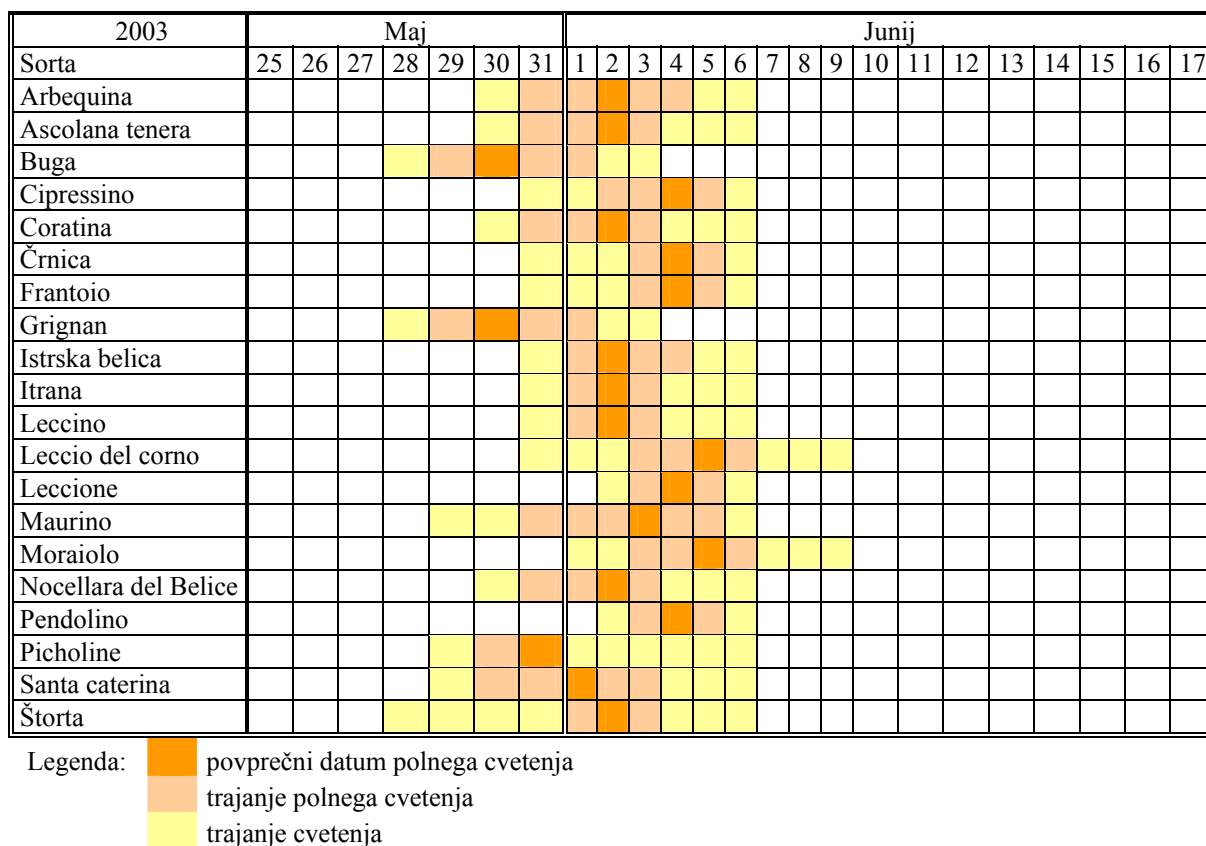 2003 Maj Junij
Sorta 25 26 27 28 29 30 31 1 2 3 4 5 6 7 8 9 10 11 12 13 14 15 16 17
Arbequina
Ascolana tenera
Buga
Cipressino
Coratina
Črnica
Frantoio
Grignan
Istrska belica
Itrana
Leccino
Leccio del corno
Leccione
Maurino
Moraiolo
Nocellara del Belice
Pendolino
Picholine
Santa caterina
Štorta
Legenda: povprečni datum polnega cvetenja
trajanje polnega cvetenja
trajanje cvetenja